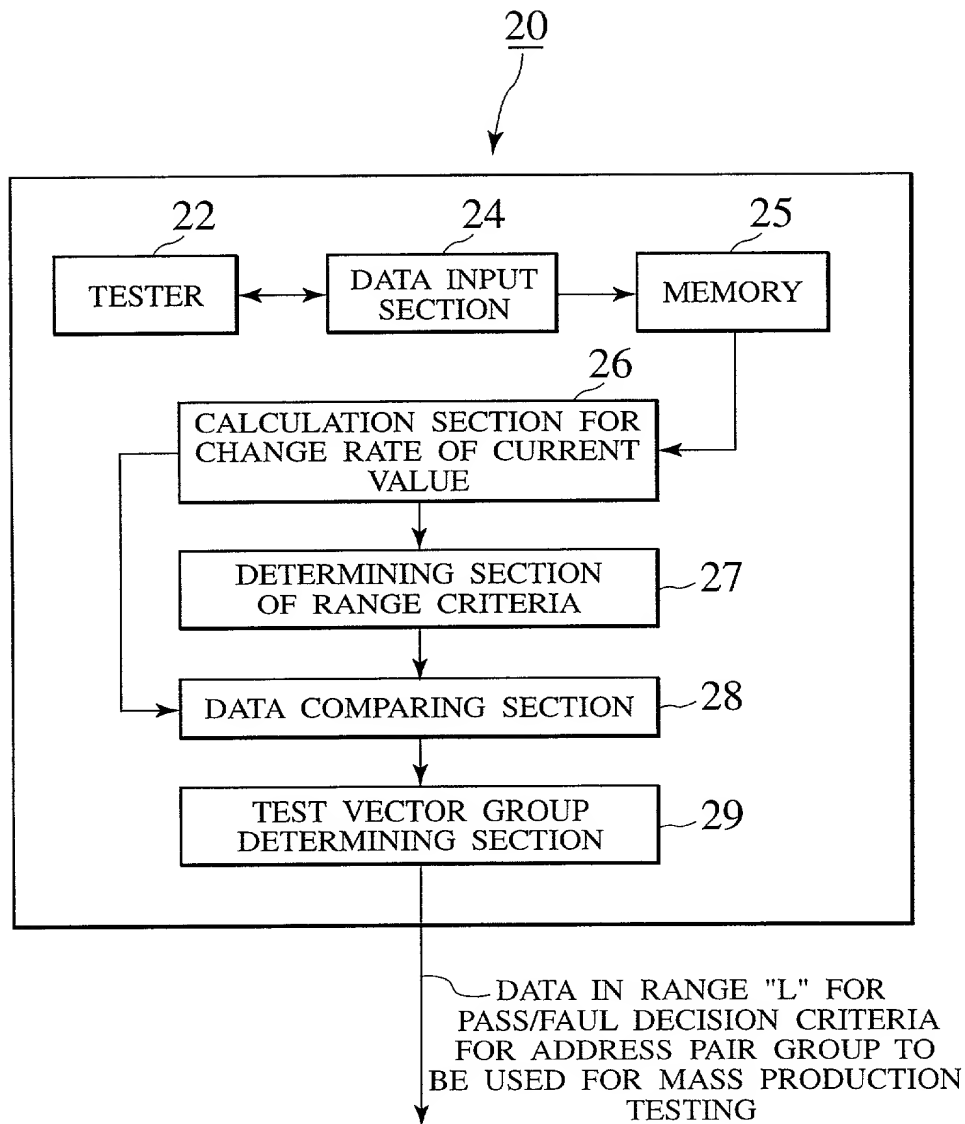 20
22
24
25
TESTER
DATA INPUT
SECTION
MEMORY
26
CALCULATION SECTION FOR
CHANGE RATE OF CURRENT
VALUE
DETERMINING SECTION
OF RANGE CRITERIA
27
DATA COMPARING SECTION
28
TEST VECTOR GROUP
DETERMINING SECTION
29
DATA IN RANGE "L" FOR
PASS/FAUL DECISION CRITERIA
FOR ADDRESS PAIR GROUP TO
BE USED FOR MASS PRODUCTION
TESTING